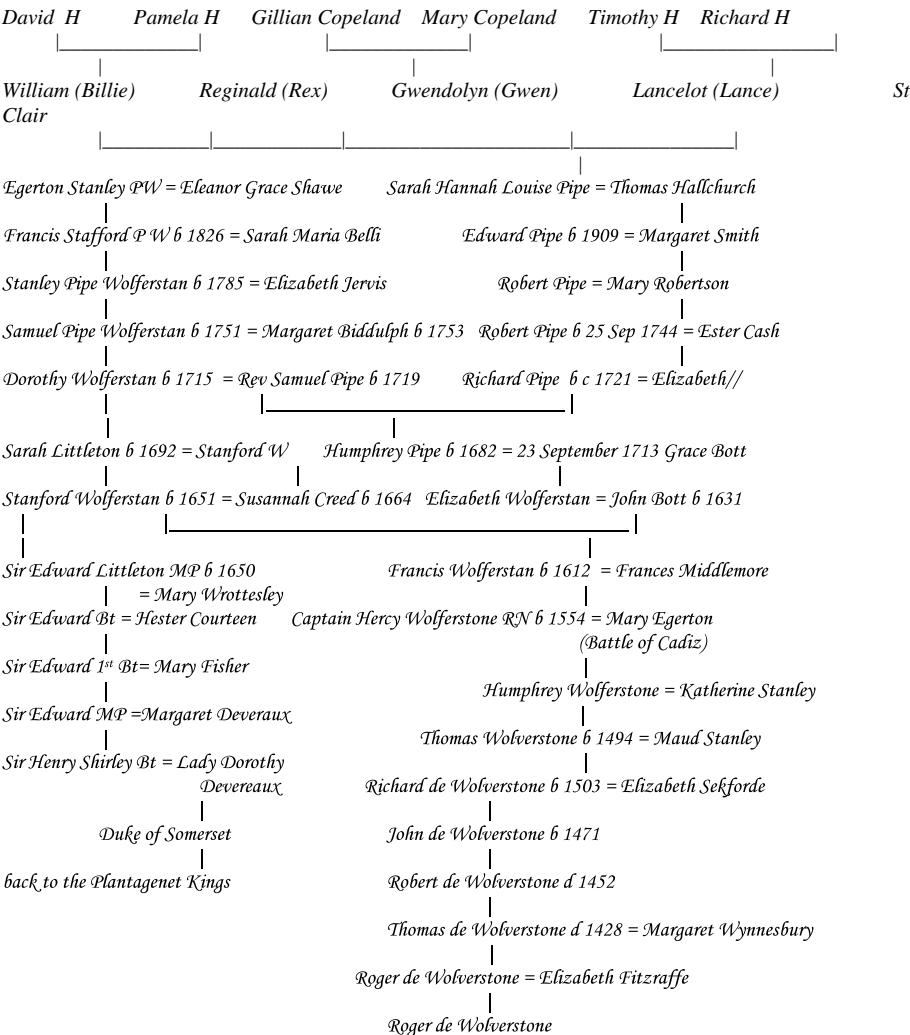 David H Pamela H Gillian Copeland Mary Copeland Timothy H Richard H
William (Billie) Reginald (Rex) Gwendolyn (Gwen) Lancelot (Lance) St
Clair
Egerton Stanley PW = Eleanor Grace Shawe Sarah Hannah Louise Pipe = Thomas Hallchurch
Francis Stafford P W b 1826 = Sarah Maria Belli Edward Pipe b 1909 = Margaret Smith
Stanley Pipe Wolferstan b 1785 = Elizabeth Jervis Robert Pipe = Mary Robertson
Samuel Pipe Wolferstan b 1751 = Margaret Biddulph b 1753 Robert Pipe b 25 Sep 1744 = Ester Cash
Dorothy Wolferstan b 1715 = Rev Samuel Pipe b 1719 Richard Pipe b c 1721 = Elizabeth//
Sarah Littleton b 1692 = Stanford W Humphrey Pipe b 1682 = 23 September 1713 Grace Bott
Stanford Wolferstan b 1651 = Susannah Creed b 1664 Elizabeth Wolferstan = John Bott b 1631
Sir Edward Littleton MP b 1650 Francis Wolferstan b 1612 = Frances Middlemore
= Mary Wrottesley
Sir Edward Bt = Hester Courteen Captain Hercy Wolferstone RN b 1554 = Mary Egerton
(Battle of Cadiz)
Sir Edward 1st Bt= Mary Fisher
Humphrey Wolferstone = Katherine Stanley
Sir Edward MP =Margaret Deveraux
Thomas Wolverstone b 1494 = Maud Stanley
Sir Henry Shirley Bt = Lady Dorothy
Devereaux Richard de Wolverstone b 1503 = Elizabeth Sekforde
Duke of Somerset John de Wolverstone b 1471
back to the Plantagenet Kings Robert de Wolverstone d 1452
Thomas de Wolverstone d 1428 = Margaret Wynnesbury
Roger de Wolverstone = Elizabeth Fitzraffe
Roger de Wolverstone